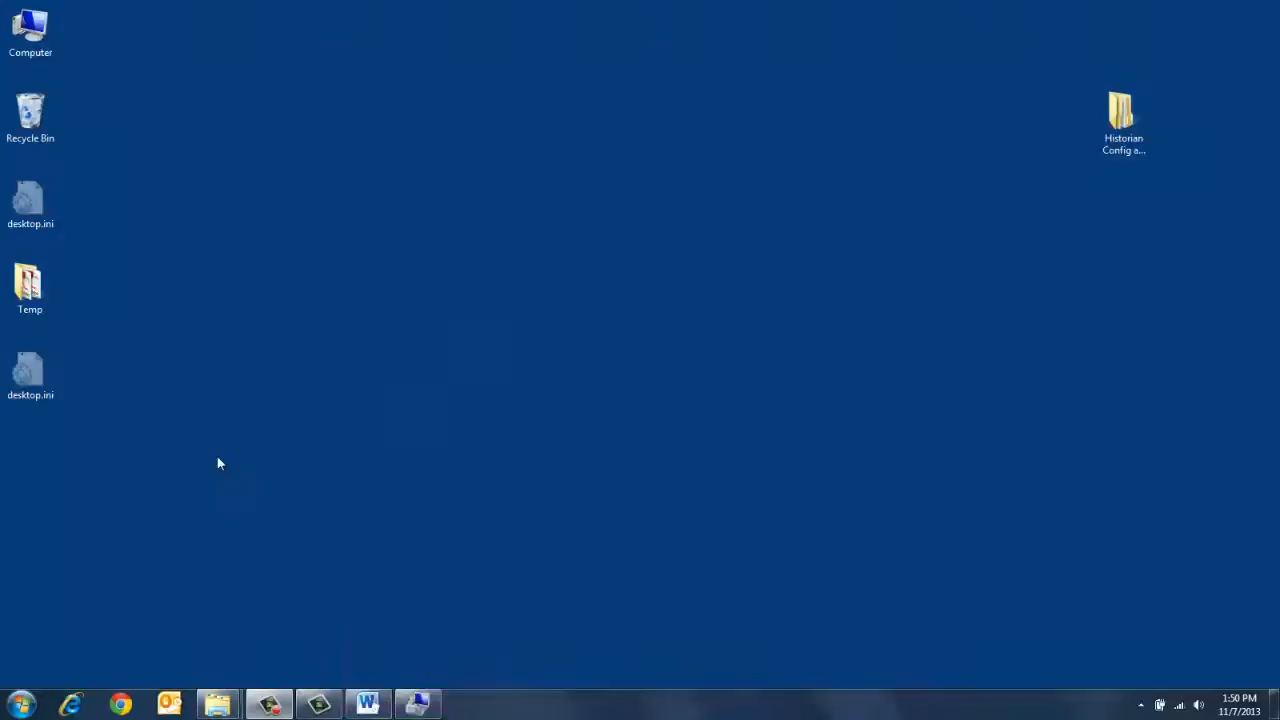 Computer
Recycle Bin
desktop.ini
Temp
desktop.ini
Historian
Config a...
1:50 PM
11/7/2013